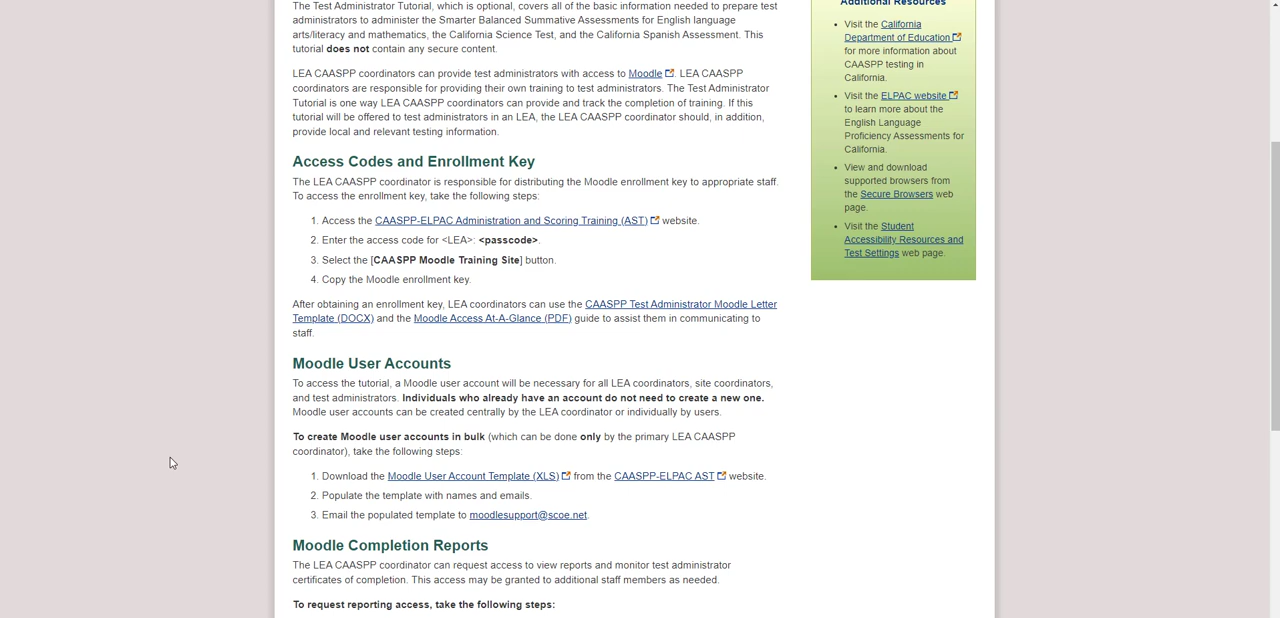 The Test Administrator Tutorial, which is optional, covers all of the basic information needed to prepare test
administrators to administer the Smarter Balanced Summative Assessments for English language
arts/literacy and mathematics, the California Science Test, and the California Spanish Assessment. This
tutorial does not contain any secure content.
LEA CAASPP coordinators can provide test administrators with access to Moodle. LEA CAASPP
coordinators are responsible for providing their own training to test administrators. The Test Administrator
Tutorial is one way LEA CAASPP coordinators can provide and track the completion of training. If this
tutorial will be offered to test administrators in an LEA, the LEA CAASPP coordinator should, in addition,
provide local and relevant testing information.
Access Codes and Enrollment Key
The LEA CAASPP coordinator is responsible for distributing the Moodle enrollment key to appropriate staff.
To access the enrollment key, take the following steps:
1. Access the CAASPP-ELPAC Administration and Scoring Training (AST) website.
2. Enter the access code for <LEA>: <passcode>.
3. Select the [CAASPP Moodle Training Site] button.
4. Copy the Moodle enrollment key.
After obtaining an enrollment key, LEA coordinators can use the CAASPP Test Administrator Moodle Letter
Template (DOCX) and the Moodle Access At-A-Glance (PDF) guide to assist them in communicating to
staff.
Moodle User Accounts
To access the tutorial, a Moodle user account will be necessary for all LEA coordinators, site coordinators,
and test administrators. Individuals who already have an account do not need to create a new one.
Moodle user accounts can be created centrally by the LEA coordinator or individually by users.
To create Moodle user accounts in bulk (which can be done only by the primary LEA CAASPP
coordinator), take the following steps:
1. Download the Moodle User Account Template (XLS) from the CAASPP-ELPAC AST website.
2. Populate the template with names and emails.
3. Email the populated template to moodlesupport@scoe.net.
Moodle Completion Reports
The LEA CAASPP coordinator can request access to view reports and monitor test administrator
certificates of completion. This access may be granted to additional staff members as needed.
To request reporting access, take the following steps:
Additional Resources
• Visit the California
Department of Education
for more information about
CAASPP testing in
California.
• Visit the ELPAC website
to learn more about the
English Language
Proficiency Assessments for
California.
• View and download
supported browsers from
the Secure Browsers web
page.
• Visit the Student
Accessibility Resources and
Test Settings web page.